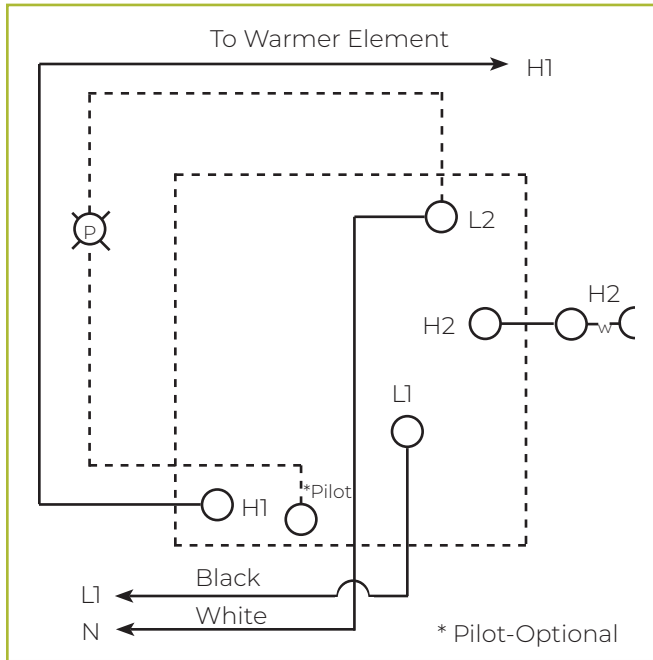 To Warmer Element
H1
P
L2
H2
H2
W
L1
*Pilot
H1
Black
L1
White
N
* Pilot-Optional